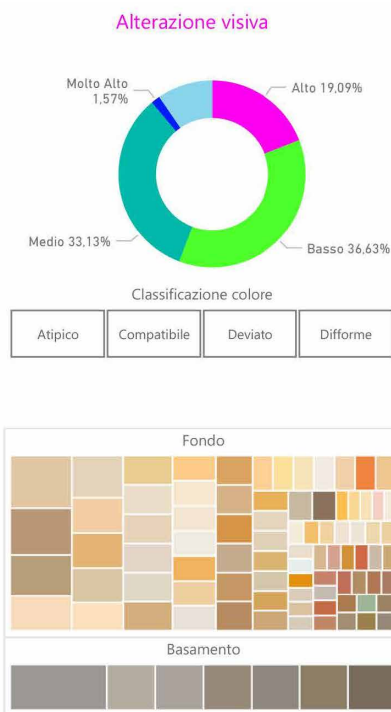 Alterazione visiva
Molto Alto
1,57%
Alto 19,09%
Medio 33,13%
Basso 36,63%
Classificazione colore
Atipico
Compatibile
Deviato
Difforme
Fondo
Basamento